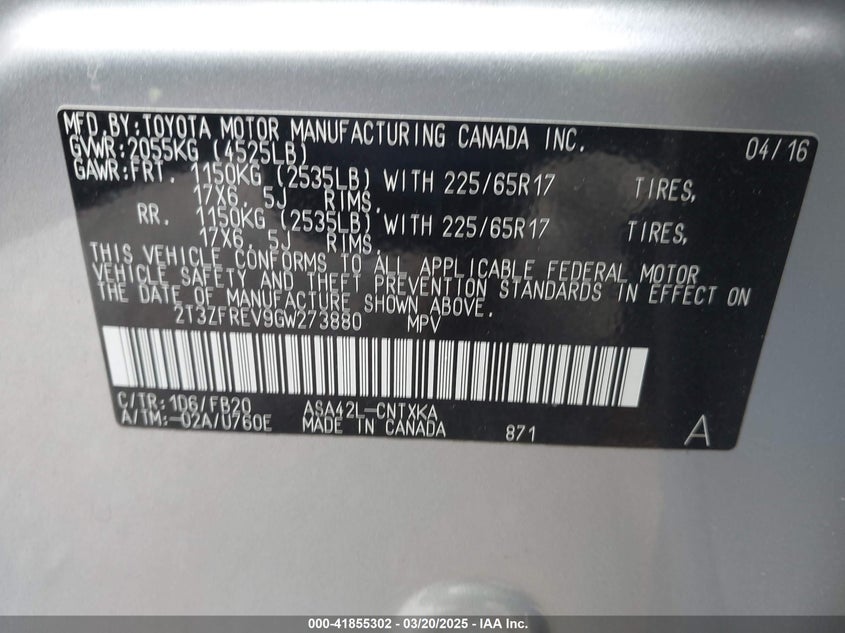 MFD.BY:TOYOTA MOTOR MANUFACTURING CANADA INC. 04/16
GVWR:2055KG (4525LB)
GAWR:FRT. 1150KG (2535LB) WITH 225/65R17 TIRES,
17X6. 5J RIMS.
RR. 1150KG (2535LB) WITH 225/65R17 TIRES,
17X6. 5J RIMS.
THIS VEHICLE CONFORMS TO ALL APPLICABLE FEDERAL MOTOR
VEHICLE SAFETY AND THEFT PREVENTION STANDARDS IN EFFECT ON
THE DATE OF MANUFACTURE SHOWN ABOVE.
2T3ZFREV9GW273880 MPV
C/TR:1D6/FB20 ASA42L-CNTXKA
A/TM:-02A/U760E MADE IN CANADA 871 A
000-41855302 - 03/20/2025 - IAA Inc.